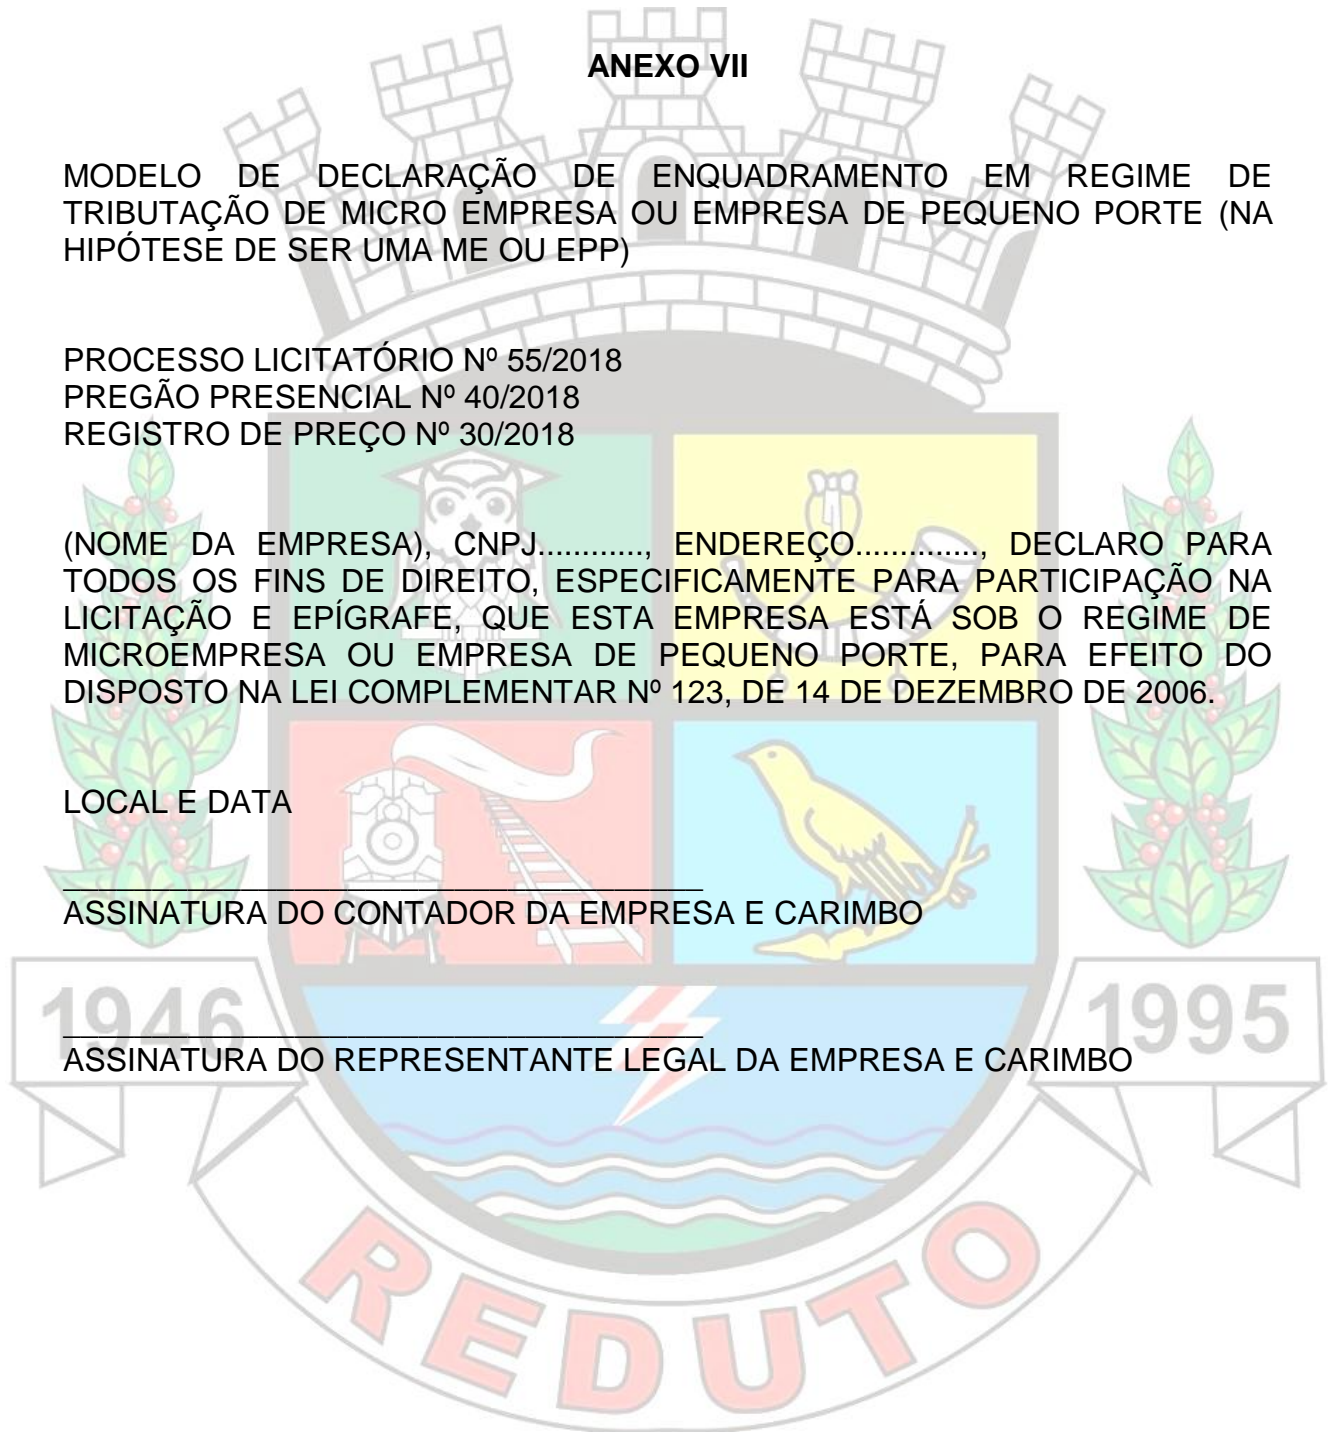 ANEXO VII
MODELO DE DECLARAÇÃO DE ENQUADRAMENTO EM REGIME DE
TRIBUTAÇÃO DE MICRO EMPRESA OU EMPRESA DE PEQUENO PORTE (NA
HIPÓTESE DE SER UMA ME OU EPP)
PROCESSO LICITATÓRIO Nº 55/2018
PREGÃO PRESENCIAL Nº 40/2018
REGISTRO DE PREÇO Nº 30/2018
(NOME DA EMPRESA), CNPJ............, ENDEREÇO.............., DECLARO PARA
TODOS OS FINS DE DIREITO, ESPECIFICAMENTE PARA PARTICIPAÇÃO NA
LICITAÇÃO E EPÍGRAFE, QUE ESTA EMPRESA ESTÁ SOB O REGIME DE
MICROEMPRESA OU EMPRESA DE PEQUENO PORTE, PARA EFEITO DO
DISPOSTO NA LEI COMPLEMENTAR Nº 123, DE 14 DE DEZEMBRO DE 2006.
LOCAL E DATA
____________________________________
ASSINATURA DO CONTADOR DA EMPRESA E CARIMBO
____________________________________
ASSINATURA DO REPRESENTANTE LEGAL DA EMPRESA E CARIMBO
1946
1995
REDUTO